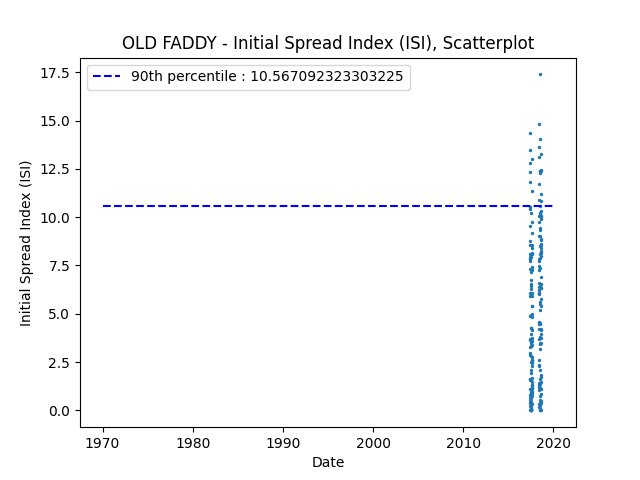 OLD FADDY - Initial Spread Index (ISI), Scatterplot
90th percentile : 10.567092323303225
17.5
15.0
12.5
10.0
7.5
5.0
2.5
0.0
Initial Spread Index (ISI)
1970 1980 1990 2000 2010 2020
Date